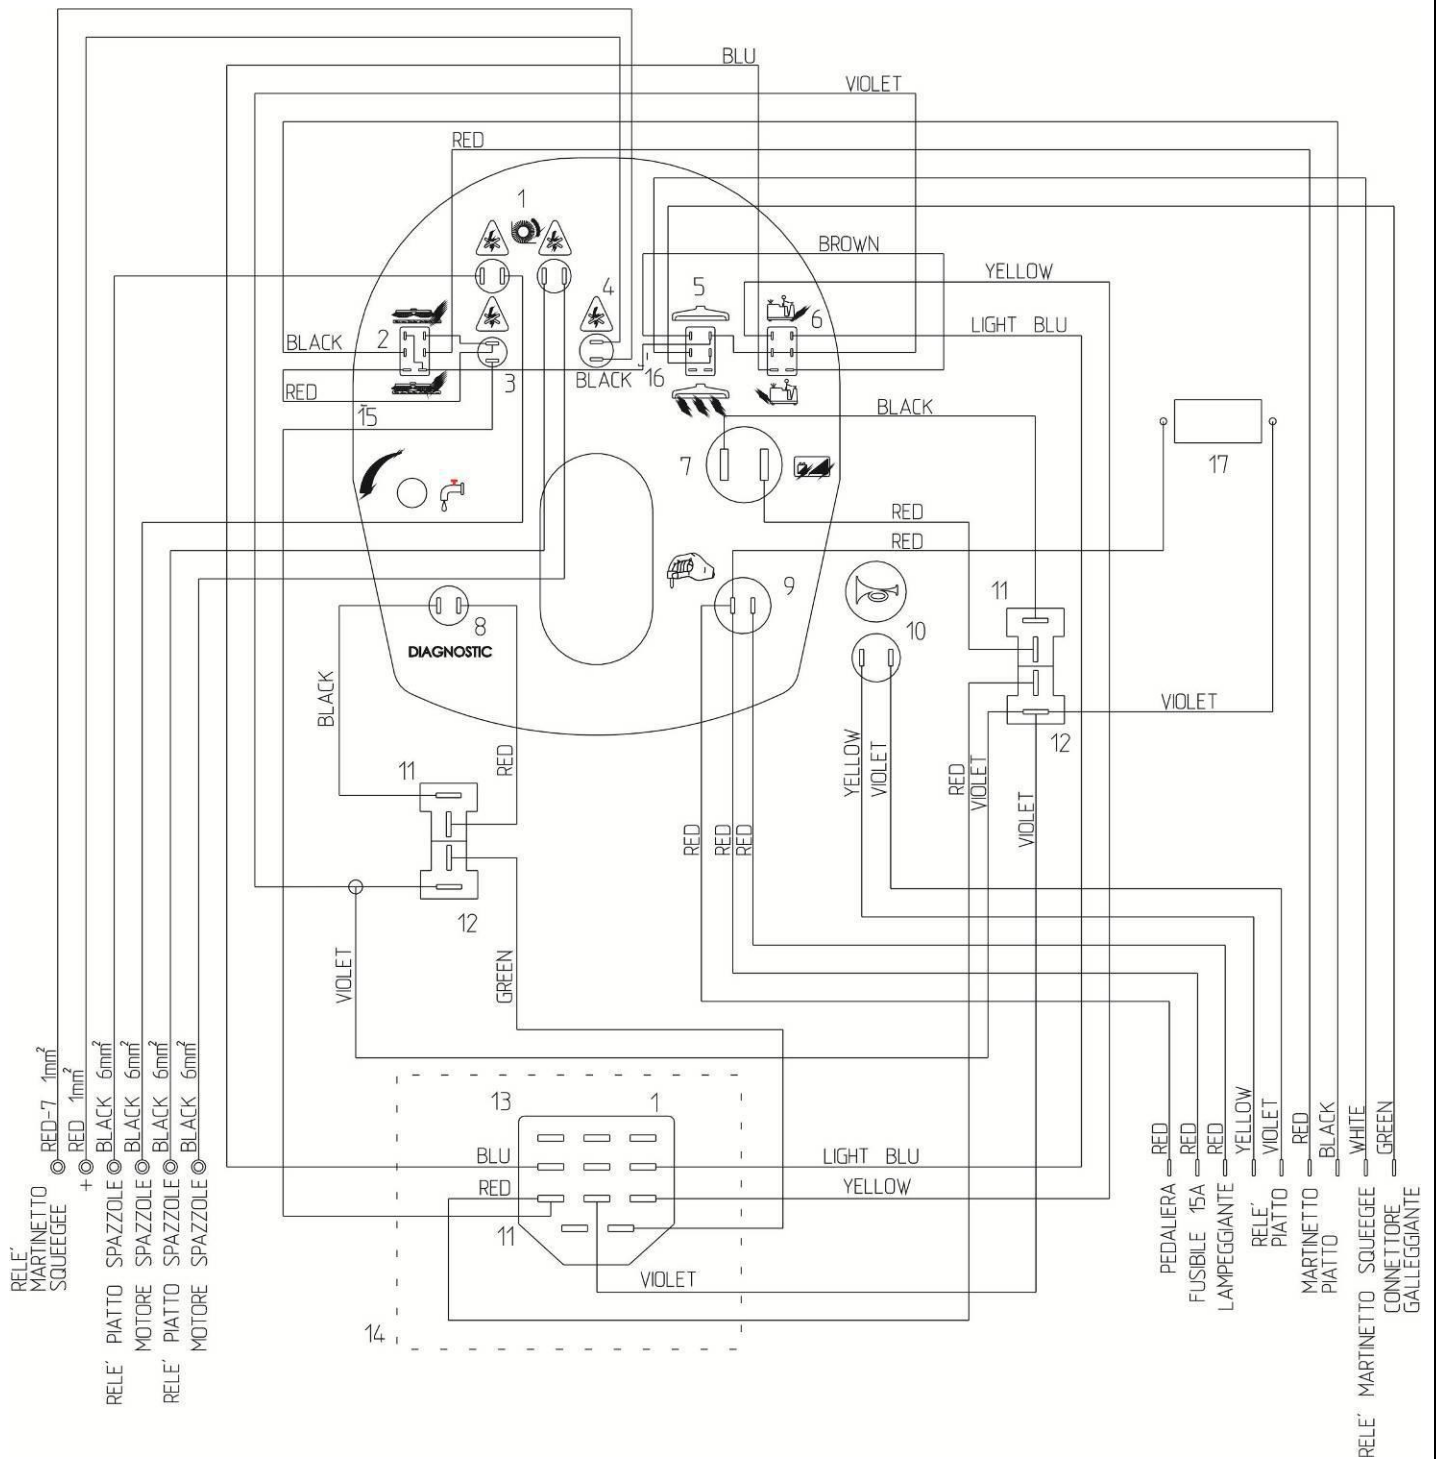 BLU
VIOLET
RED
1
BROWN
YELLOW
4
5
6
LIGHT BLU
2
BLACK
3
BLACK
16
RED
15
BLACK
7
17
RED
RED
9
11
10
8
DIAGNOSTIC
BLACK
VIOLET
12
YELLOW
VIOLET
RED
VIOLET
VIOLET
RED
11
RED
RED
RED
12
VIOLET
GREEN
RED-7 1mm²
RED 1mm²
BLACK 6mm²
BLACK 6mm²
BLACK 6mm²
BLACK 6mm²
13
1
BLU
LIGHT BLU
RED
YELLOW
11
VIOLET
14
RED
RED
RED
YELLOW
VIOLET
RED
BLACK
WHITE
GREEN
RELE´
MARTINETTO
SQUEEGEE
+
RELE´ PIATTO SPAZZOLE
MOTORE SPAZZOLE
RELE´ PIATTO SPAZZOLE
MOTORE SPAZZOLE
PEDALIERA
FUSIBILE 15A
LAMPEGGIANTE
RELE´
PIATTO
MARTINETTO
PIATTO
RELE´ MARTINETTO SQUEEGEE
CONNETTORE
GALLEGGIANTE